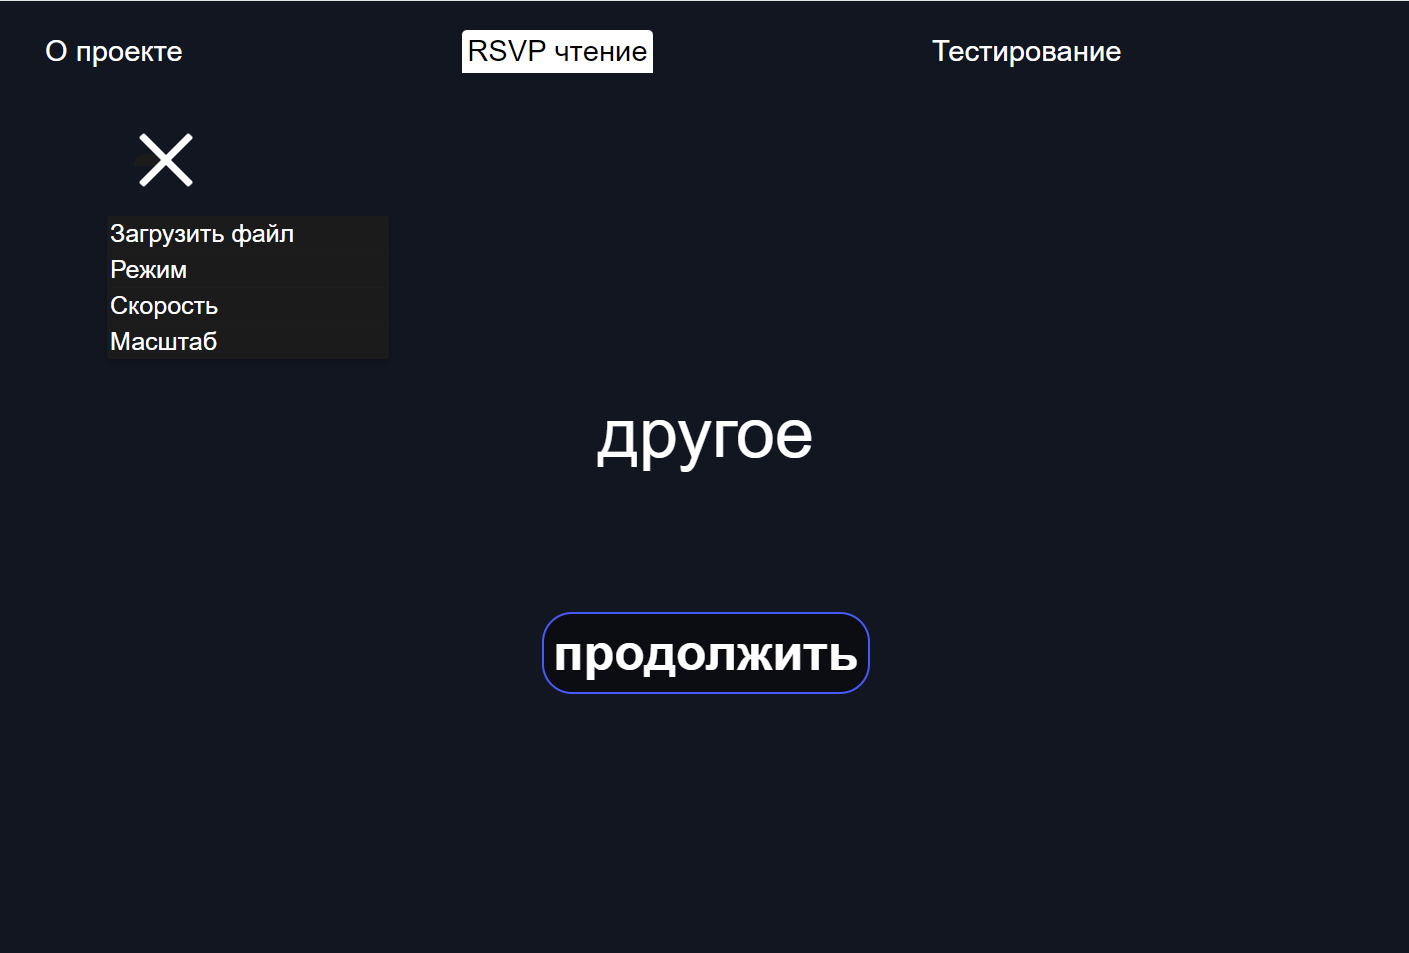 О проекте
RSVP чтение
Тестирование
Загрузить файл
Режим
Скорость
Масштаб
другое
продолжить